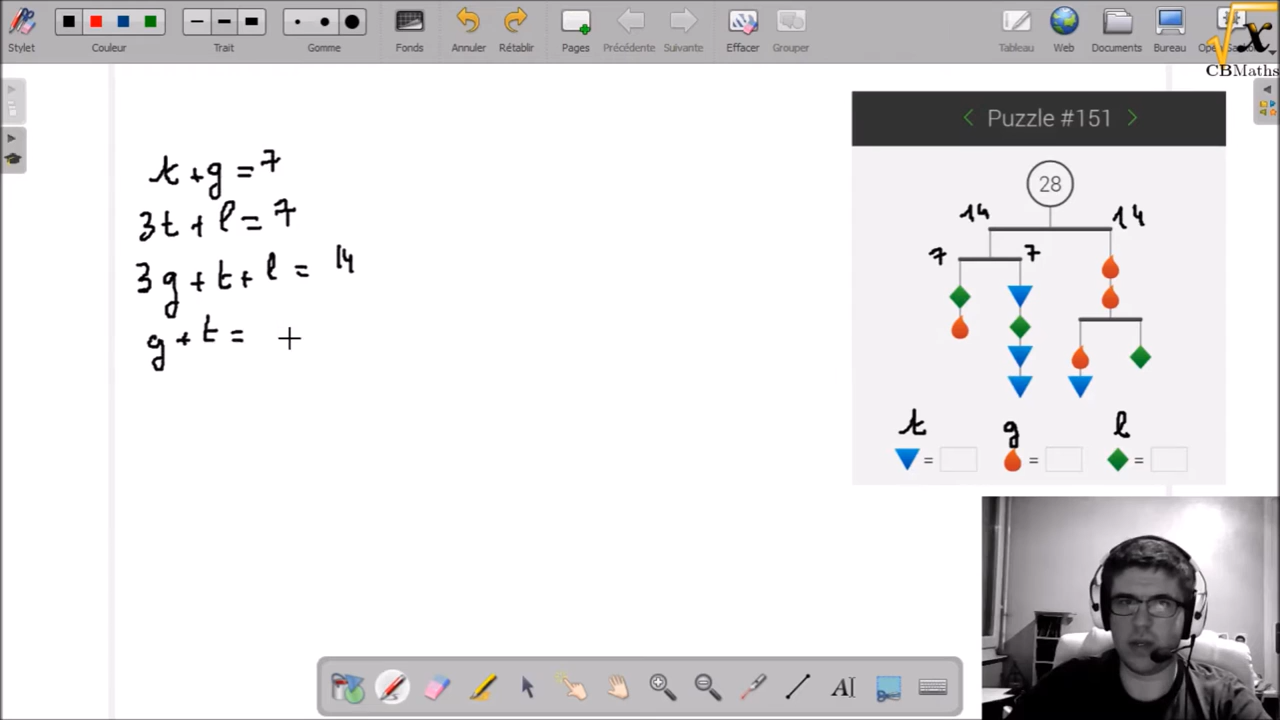 Stylet
Couleur
Trait
Gomme
Fonds
Annuler
Rétablir
Pages
Précédente
Suivante
Effacer
Grouper
Tableau
Web
Documents
Bureau
√x
CBMaths
t + g = 7
3t + l = 7
3g + t + l = 14
g + t =
< Puzzle #151 >
28
14 14
7 7
t g l
= = =
AI